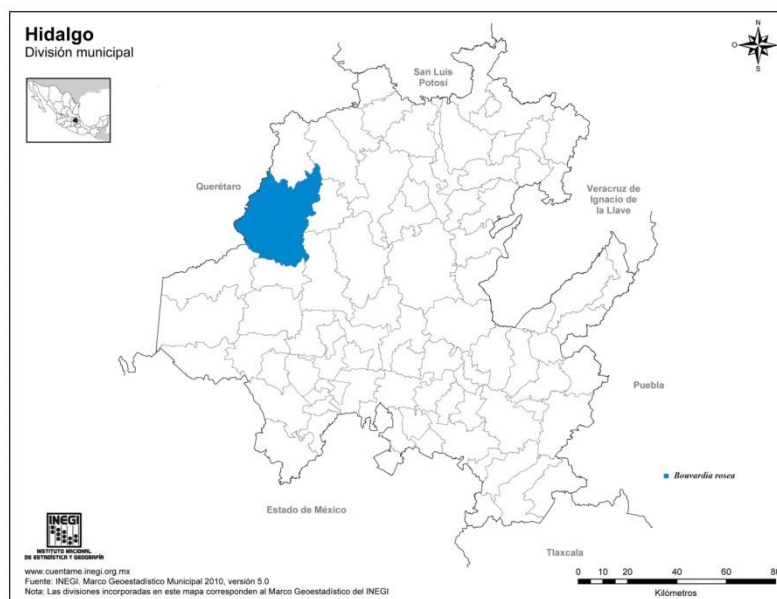 Hidalgo
División municipal
N
O
E
S
San Luis
Potosí
Querétaro
Veracruz de
Ignacio de
la Llave
Puebla
Bouvardia rosea
Estado de México
Tlaxcala
INEGI
INSTITUTO NACIONAL
DE ESTADÍSTICA Y GEOGRAFÍA
www.cuentame.inegi.org.mx
Fuente: INEGI. Marco Geoestadístico Municipal 2010, versión 5.0
Nota: Las divisiones incorporadas en este mapa corresponden al Marco Geoestadístico del INEGI
0 10 20 40 60 80
Kilómetros